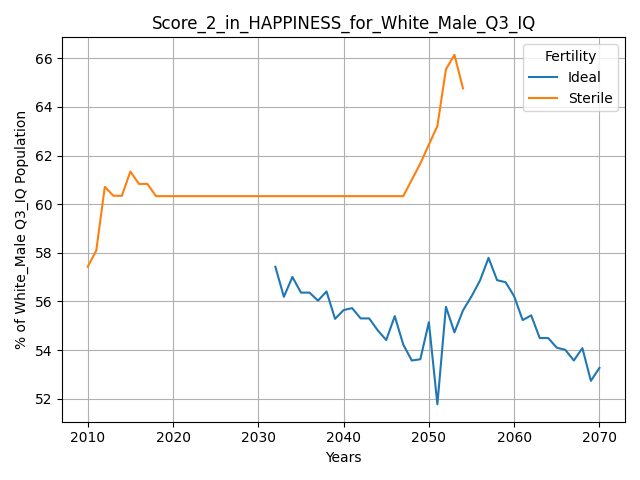 Score_2_in_HAPPINESS_for_White_Male_Q3_IQ
% of White_Male Q3_IQ Population
66
64
62
60
58
56
54
52
Fertility
Ideal
Sterile
2010 2020 2030 2040 2050 2060 2070
Years